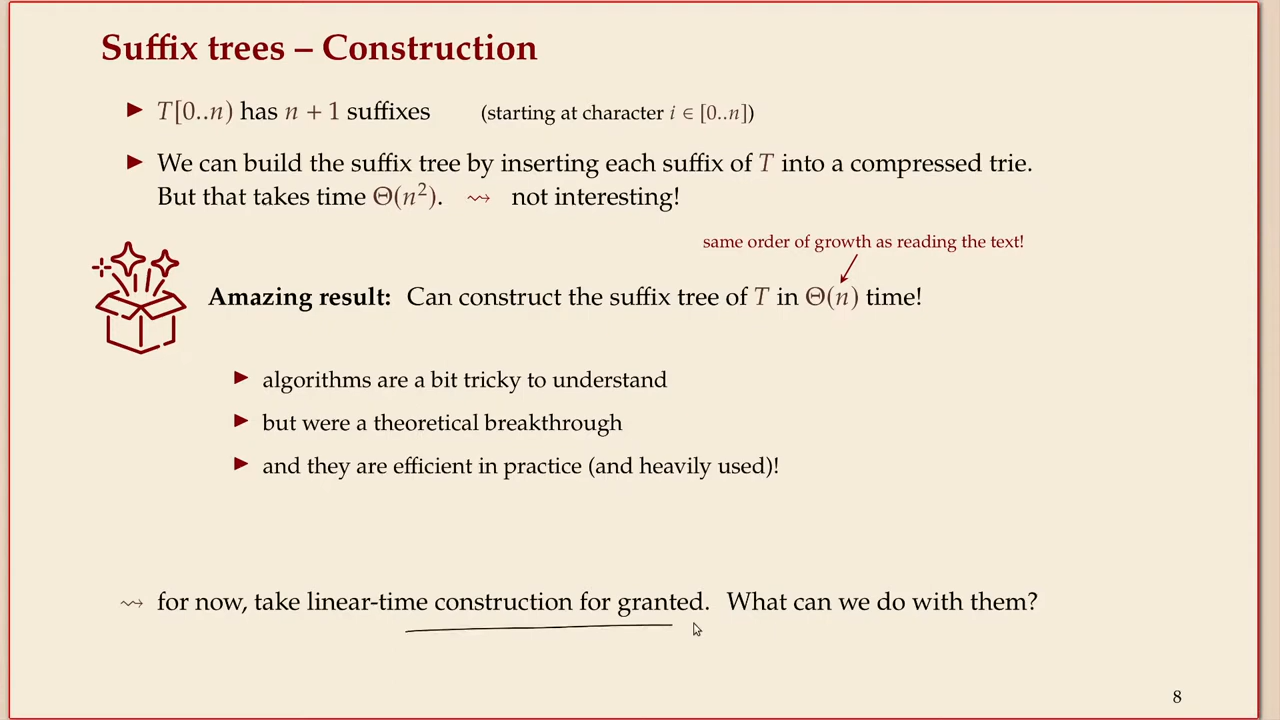 Suffix trees – Construction
▶ T[0..n) has n + 1 suffixes (starting at character i ∈ [0..n])
▶ We can build the suffix tree by inserting each suffix of T into a compressed trie.
But that takes time Θ(n²). ⇝ not interesting!
same order of growth as reading the text!
Amazing result: Can construct the suffix tree of T in Θ(n) time!
▶ algorithms are a bit tricky to understand
▶ but were a theoretical breakthrough
▶ and they are efficient in practice (and heavily used)!
⇝ for now, take linear-time construction for granted. What can we do with them?
8